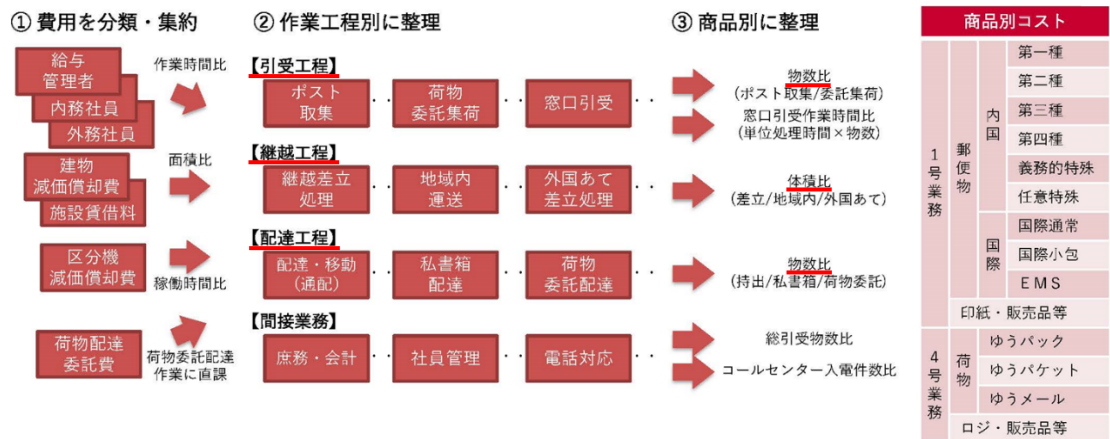 ① 費用を分類・集約
② 作業工程別に整理
③ 商品別に整理
給与
管理者
内務社員
外務社員
作業時間比
建物
減価償却費
施設賃借料
面積比
区分機
減価償却費
稼働時間比
荷物配達
委託費
荷物委託配達
作業に直課
【引受工程】
ポスト
取集
・・
荷物
委託集荷
・・
窓口引受
・・
物数比
(ポスト取集/委託集荷)
窓口引受作業時間比
(単位処理時間×物数)
【継越工程】
継越差立
処理
・・
地域内
運送
・・
外国あて
差立処理
・・
体積比
(差立/地域内/外国あて)
【配達工程】
配達・移動
(通配)
・・
私書箱
配達
・・
荷物
委託配達
・・
物数比
(持出/私書箱/荷物委託)
【間接業務】
庶務・会計
・・
社員管理
・・
電話対応
・・
総引受物数比
コールセンター入電件数比
商品別コスト
1号業務
郵便物
内国
第一種
第二種
第三種
第四種
義務的特殊
任意特殊
国際
国際通常
国際小包
EMS
印紙・販売品等
4号業務
荷物
ゆうパック
ゆうパケット
ゆうメール
ロジ・販売品等